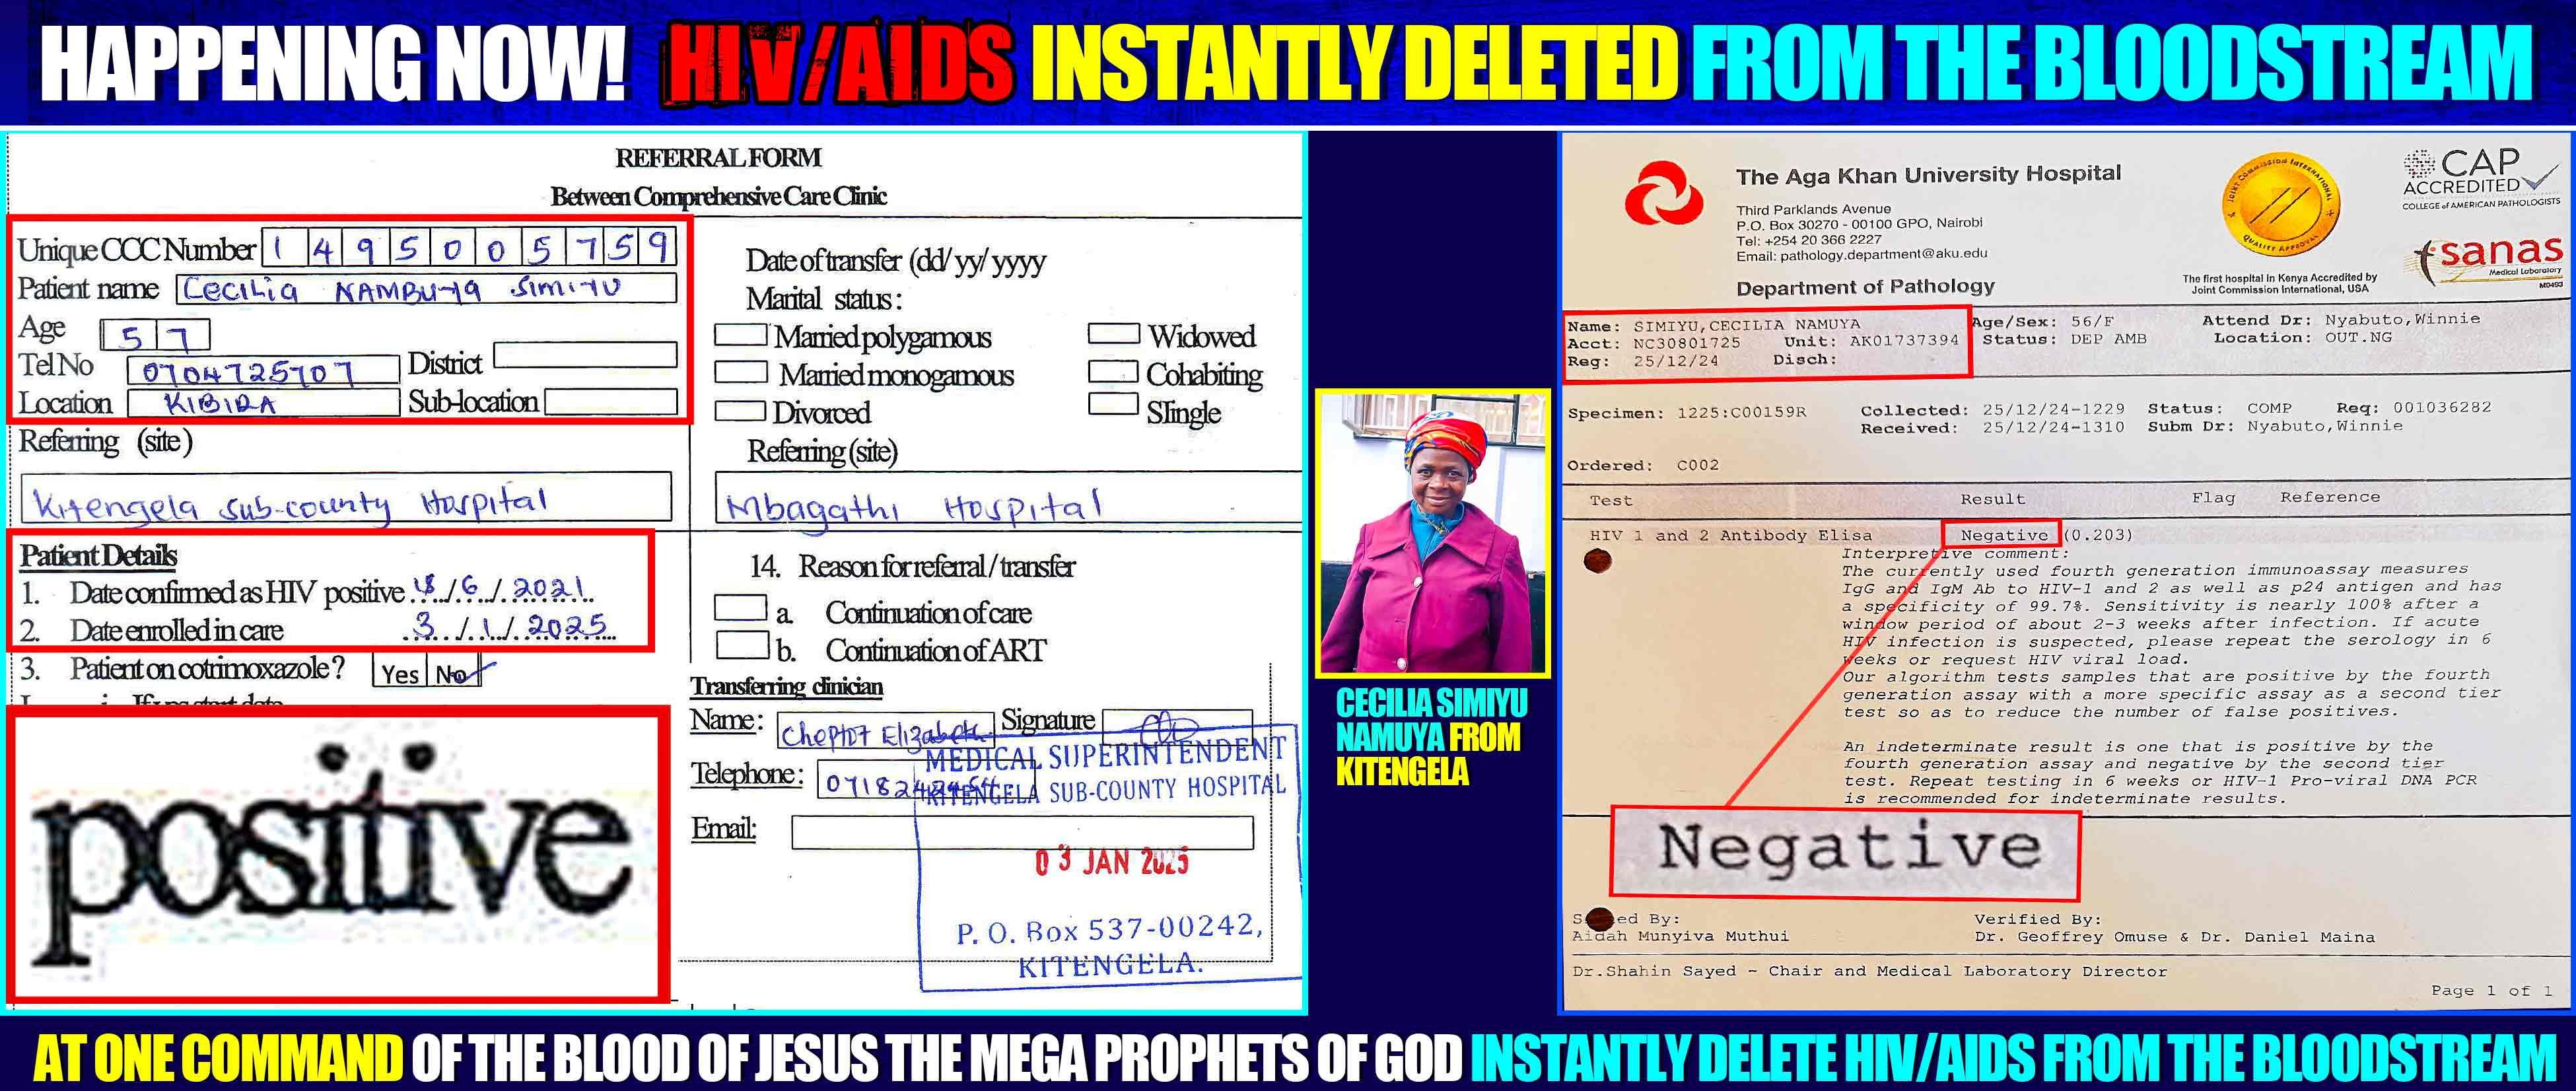 HAPPENING NOW! HIV/AIDS INSTANTLY DELETED FROM THE BLOODSTREAM
REFERRAL FORM
Between Comprehensive Care Clinic
Unique CCC Number 1 4 9 5 0 0 5 7 5 9
Patient name Cecilia NAMBUYA SIMIYU
Age 5 7
Tel No 0704725707 District
Location KIBIRA Sub-location
Referring (site)
Kitengela sub-county Hospital
Patient Details
1. Date confirmed as HIV positive /6/2021
2. Date enrolled in care 3/1/2025
3. Patient on cotrimoxazole? Yes No
positive
Date of transfer (dd/yy/yyyy
Marital status:
Married polygamous Widowed
Married monogamous Cohabiting
Divorced SIingle
Referring (site)
Mbagathi Hospital
14. Reason for referral / transfer
a. Continuation of care
b. Continuation of ART
Transferring clinician
Name: Elizabeth Signature
Telephone:
Email:
MEDICAL SUPERINTENDENT
KITENGELA SUB-COUNTY HOSPITAL
03 JAN 2025
P. O. Box 537-00242,
KITENGELA.
CECILIA SIMIYU
NAMUYA FROM
KITENGELA
The Aga Khan University Hospital
Third Parklands Avenue
P.O. Box 30270 - 00100 GPO, Nairobi
Tel: +254 20 366 2227
Email: pathology.department@aku.edu
Department of Pathology
JOINT COMMISSION INTERNATIONAL
QUALITY APPROVAL
The first hospital in Kenya Accredited by
Joint Commission International, USA
CAP
ACCREDITED
COLLEGE of AMERICAN PATHOLOGISTS
sanas
Medical Laboratory
M0493
Name: SIMIYU,CECILIA NAMUYA Age/Sex: 56/F Attend Dr: Nyabuto,Winnie
Acct: NC30801725 Unit: AK01737394 Status: DEP AMB Location: OUT.NG
Reg: 25/12/24 Disch:
Specimen: 1225:C00159R Collected: 25/12/24-1229 Status: COMP Req: 001036282
Received: 25/12/24-1310 Subm Dr: Nyabuto,Winnie
Ordered: C002
Test Result Flag Reference
HIV 1 and 2 Antibody Elisa Negative (0.203)
Interpretive comment:
The currently used fourth generation immunoassay measures
IgG and IgM Ab to HIV-1 and 2 as well as p24 antigen and has
a specificity of 99.7%. Sensitivity is nearly 100% after a
window period of about 2-3 weeks after infection. If acute
HIV infection is suspected, please repeat the serology in 6
weeks or request HIV viral load.
Our algorithm tests samples that are positive by the fourth
generation assay with a more specific assay as a second tier
test so as to reduce the number of false positives.
An indeterminate result is one that is positive by the
fourth generation assay and negative by the second tier
test. Repeat testing in 6 weeks or HIV-1 Pro-viral DNA PCR
is recommended for indeterminate results.
Negative
By: Verified By:
Aidah Munyiva Muthui Dr. Geoffrey Omuse & Dr. Daniel Maina
Dr.Shahin Sayed - Chair and Medical Laboratory Director
Page 1 of 1
AT ONE COMMAND OF THE BLOOD OF JESUS THE MEGA PROPHETS OF GOD INSTANTLY DELETE HIV/AIDS FROM THE BLOODSTREAM